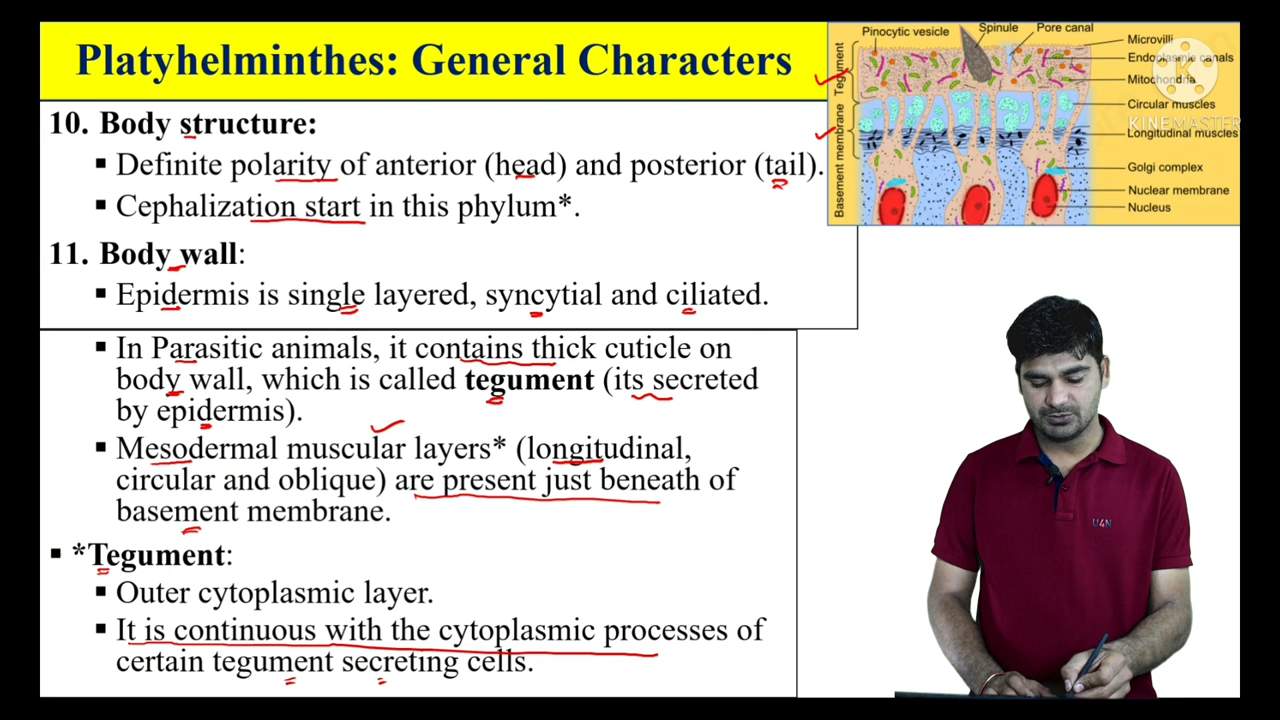 Platyhelminthes: General Characters
10. Body structure:
▪ Definite polarity of anterior (head) and posterior (tail).
▪ Cephalization start in this phylum*.
11. Body wall:
▪ Epidermis is single layered, syncytial and ciliated.
▪ In Parasitic animals, it contains thick cuticle on
body wall, which is called tegument (its secreted
by epidermis).
▪ Mesodermal muscular layers* (longitudinal,
circular and oblique) are present just beneath of
basement membrane.
▪ *Tegument:
▪ Outer cytoplasmic layer.
▪ It is continuous with the cytoplasmic processes of
certain tegument secreting cells.
Pinocytic vesicle
Spinule
Pore canal
Microvilli
Endoplasmic canals
Mitochondria
Circular muscles
Longitudinal muscles
Golgi complex
Nuclear membrane
Nucleus
Tegument
Basement membrane
K
KINEMASTER
U4N